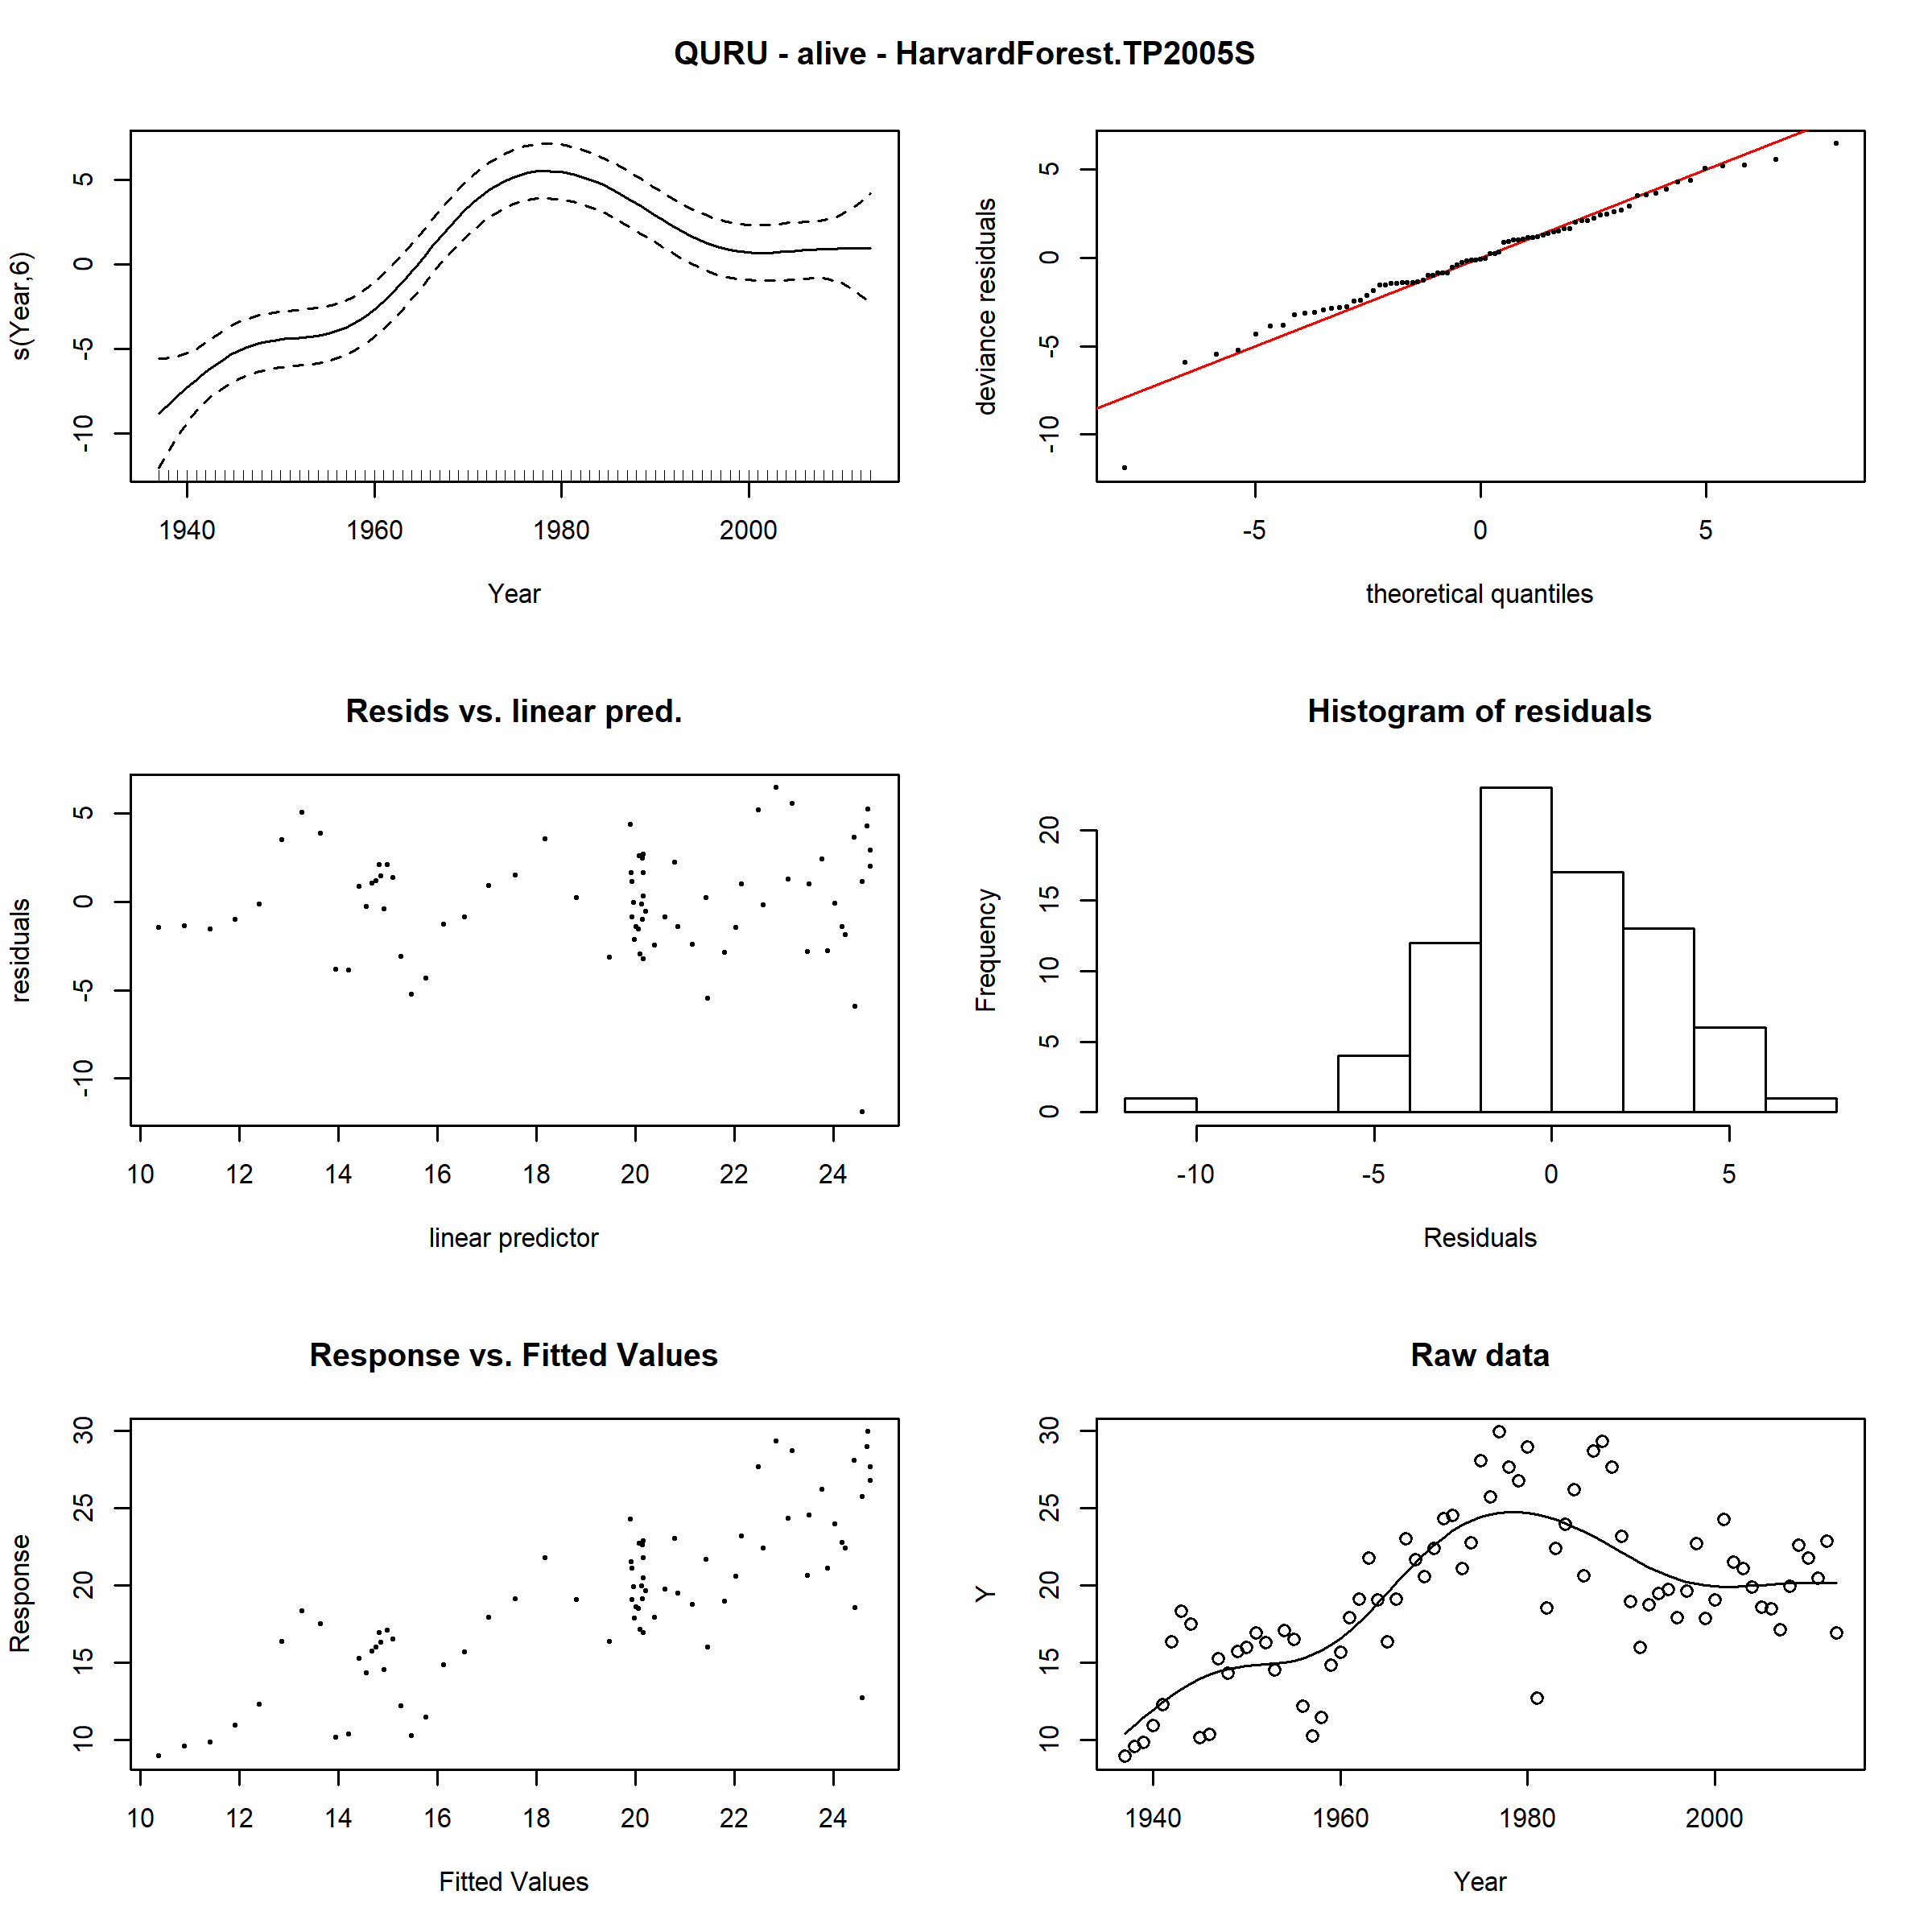 QURU - alive - HarvardForest.TP2005S
s(Year,6)
5
0
-5
-10
1940 1960 1980 2000
Year
deviance residuals
5
0
-5
-10
-5 0 5
theoretical quantiles
Resids vs. linear pred.
residuals
5
0
-5
-10
10 12 14 16 18 20 22 24
linear predictor
Histogram of residuals
Frequency
20
15
10
5
0
-10 -5 0 5
Residuals
Response vs. Fitted Values
Response
30
25
20
15
10
10 12 14 16 18 20 22 24
Fitted Values
Raw data
Y
30
25
20
15
10
1940 1960 1980 2000
Year